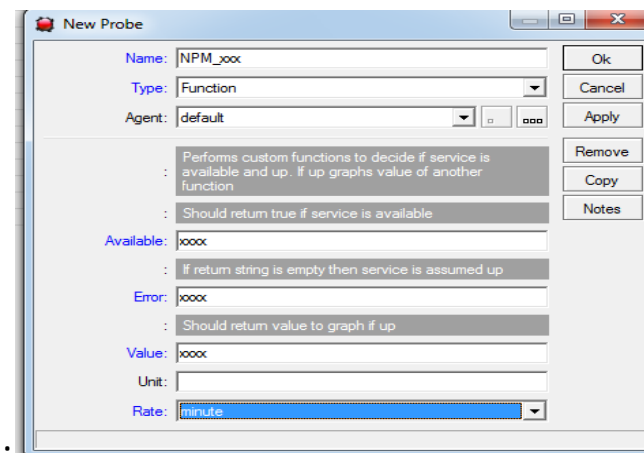 New Probe
Name: NPM_xxx
Ok
Type: Function
Cancel
Agent: default
Apply
: Performs custom functions to decide if service is
available and up. If up graphs value of another
function
Remove
Copy
: Should return true if service is available
Notes
Available: xxxx
: If return string is empty then service is assumed up
Error: xxxx
: Should return value to graph if up
Value: xxxx
Unit:
Rate: minute